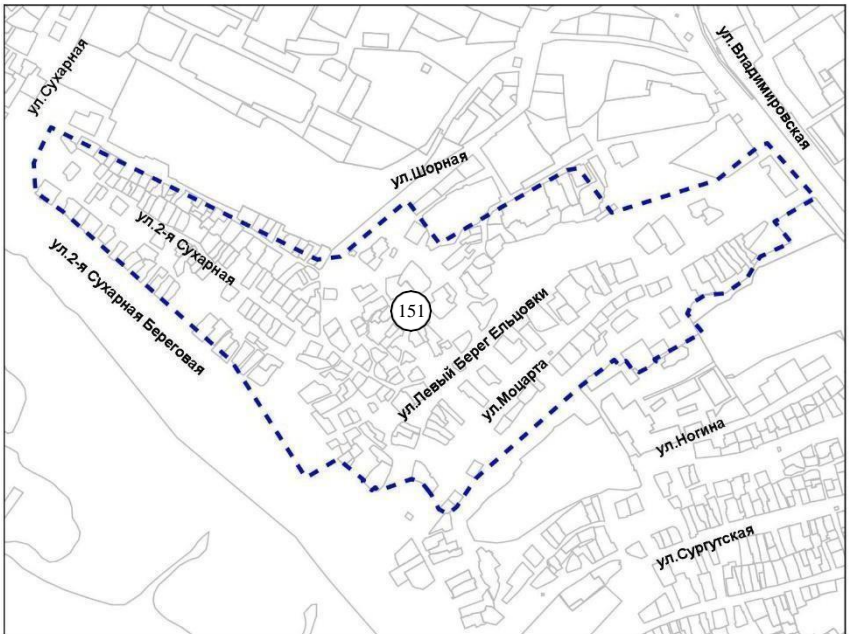 ул.Сухарная
ул.Владимировская
ул.Шорная
ул.2-я Сухарная
ул.2-я Сухарная Береговая
151
ул.Левый Берег Ельцовки
ул.Моцарта
ул.Ногина
ул.Сургутская